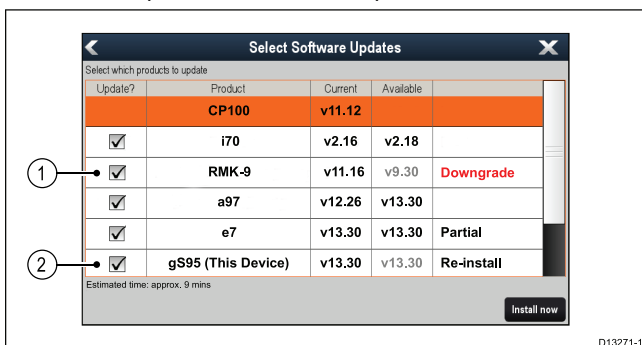 Select Software Updates
Select which products to update
Update? Product Current Available
CP100 v11.12
i70 v2.16 v2.18
1 RMK-9 v11.16 v9.30 Downgrade
a97 v12.26 v13.30
e7 v13.30 v13.30 Partial
2 gS95 (This Device) v13.30 v13.30 Re-install
Estimated time: approx. 9 mins
Install now
D13271-1